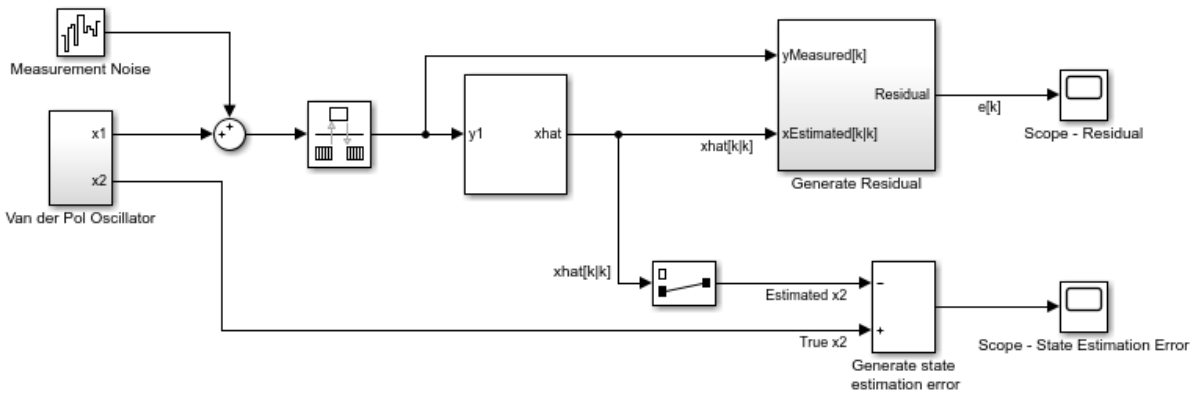 Measurement Noise
x1
x2
Van der Pol Oscillator
y1
xhat
xhat[k|k]
yMeasured[k]
xEstimated[k|k]
Residual
Generate Residual
e[k]
Scope - Residual
xhat[k|k]
Estimated x2
True x2
−
+
Generate state
estimation error
Scope - State Estimation Error